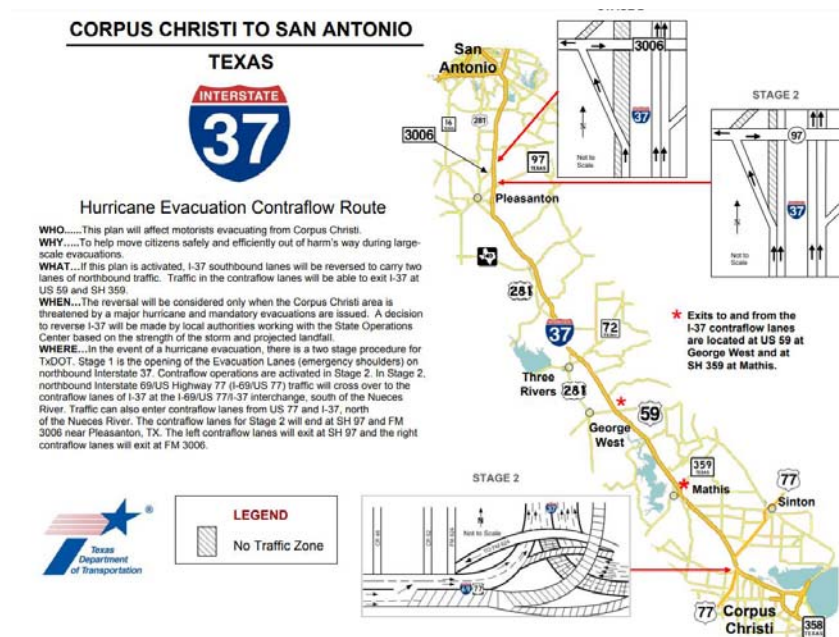 CORPUS CHRISTI TO SAN ANTONIO
TEXAS
INTERSTATE
37
Hurricane Evacuation Contraflow Route
WHO......This plan will affect motorists evacuating from Corpus Christi.
WHY.....To help move citizens safely and efficiently out of harm's way during large-
scale evacuations.
WHAT...If this plan is activated, I-37 southbound lanes will be reversed to carry two
lanes of northbound traffic. Traffic in the contraflow lanes will be able to exit I-37 at
US 59 and SH 359.
WHEN...The reversal will be considered only when the Corpus Christi area is
threatened by a major hurricane and mandatory evacuations are issued. A decision
to reverse I-37 will be made by local authorities working with the State Operations
Center based on the strength of the storm and projected landfall.
WHERE...In the event of a hurricane evacuation, there is a two stage procedure for
TxDOT. Stage 1 is the opening of the Evacuation Lanes (emergency shoulders) on
northbound Interstate 37. Contraflow operations are activated in Stage 2. In Stage 2,
northbound Interstate 69/US Highway 77 (I-69/US 77) traffic will cross over to the
contraflow lanes of I-37 at the I-69/US 77/I-37 interchange, south of the Nueces
River. Traffic can also enter contraflow lanes from US 77 and I-37, north
of the Nueces River. The contraflow lanes for Stage 2 will end at SH 97 and FM
3006 near Pleasanton, TX. The left contraflow lanes will exit at SH 97 and the right
contraflow lanes will exit at FM 3006.
Texas
Department
of Transportation
®
LEGEND
No Traffic Zone
San
Antonio
16
281
3006
97
TEXAS
Pleasanton
281
37
72
TEXAS
Three
Rivers
281
George
West
59
359
TEXAS
Mathis
77
Sinton
77
Corpus
Christi
358
TEXAS
3006
37
N
Not to
Scale
STAGE 2
97
37
N
Not to
Scale
* Exits to and from the
I-37 contraflow lanes
are located at US 59 at
George West and at
SH 359 at Mathis.
STAGE 2
37
N
Not to Scale
TO FM 624
77